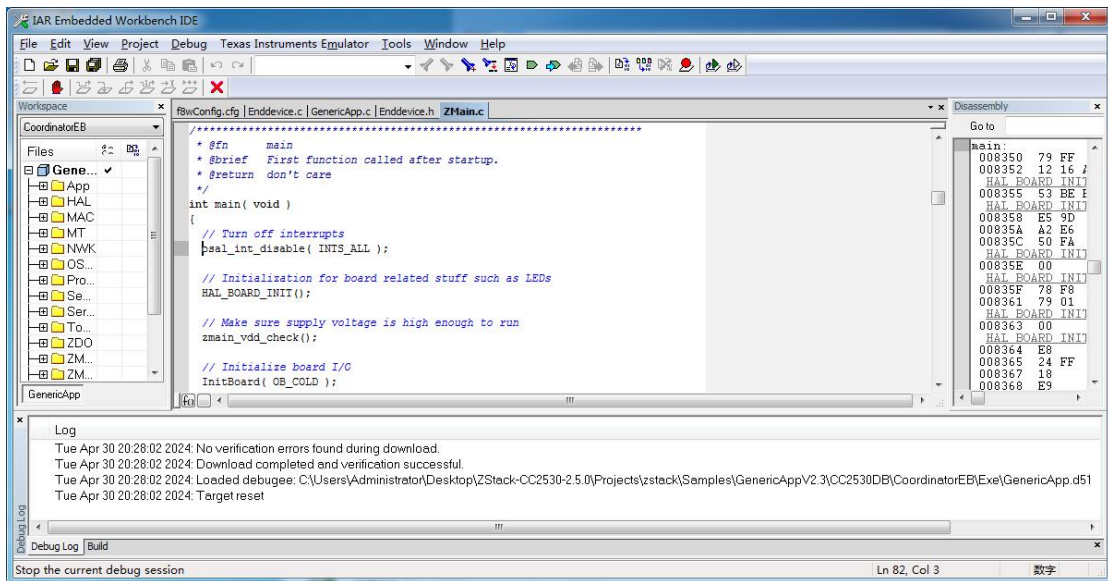 IAR Embedded Workbench IDE
File Edit View Project Debug Texas Instruments Emulator Tools Window Help
Workspace
CoordinatorEB
Files
Gene...
App
HAL
MAC
MT
NWK
OS...
Pro...
Se...
Ser...
To...
ZDO
ZM...
ZM...
GenericApp
f8wConfig.cfg | Enddevice.c | GenericApp.c | Enddevice.h ZMain.c
/*********************************************************************
* @fn main
* @brief First function called after startup.
* @return don't care
*/
int main( void )
{
// Turn off interrupts
osal_int_disable( INTS_ALL );
// Initialization for board related stuff such as LEDs
HAL_BOARD_INIT();
// Make sure supply voltage is high enough to run
zmain_vdd_check();
// Initialize board I/O
InitBoard( OB_COLD );
Disassembly
Go to
main:
008350 79 FF
008352 12 16
HAL_BOARD_INIT
008355 53 BE
HAL_BOARD_INIT
008358 E5 9D
00835A A2 E6
00835C 50 FA
HAL_BOARD_INIT
00835E 00
HAL_BOARD_INIT
00835F 78 F8
008361 79 01
HAL_BOARD_INIT
008363 00
HAL_BOARD_INIT
008364 E8
008365 24 FF
008367 18
008368 E9
Log
Tue Apr 30 20:28:02 2024: No verification errors found during download.
Tue Apr 30 20:28:02 2024: Download completed and verification successful.
Tue Apr 30 20:28:02 2024: Loaded debugee: C:\Users\Administrator\Desktop\ZStack-CC2530-2.5.0\Projects\zstack\Samples\GenericAppV2.3\CC2530DB\CoordinatorEB\Exe\GenericApp.d51
Tue Apr 30 20:28:02 2024: Target reset
Debug Log
Debug Log Build
Stop the current debug session
Ln 82, Col 3
数字